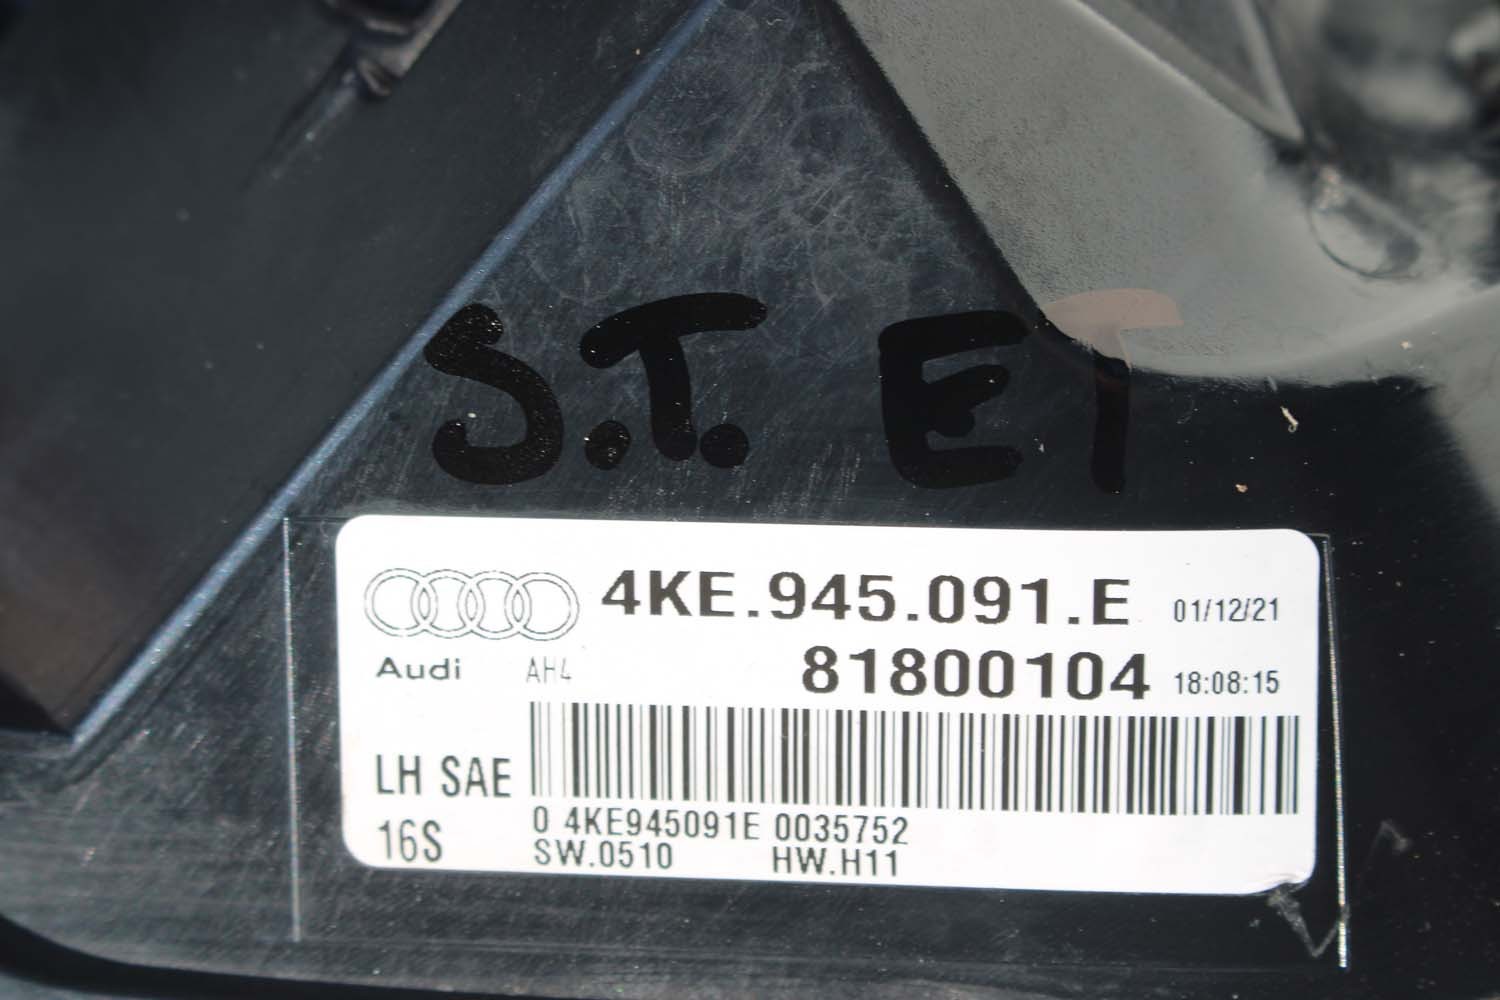 S.T. ET
4KE.945.091.E 01/12/21
Audi AH4 81800104 18:08:15
LH SAE
16S
0 4KE945091E 0035752
SW.0510 HW.H11